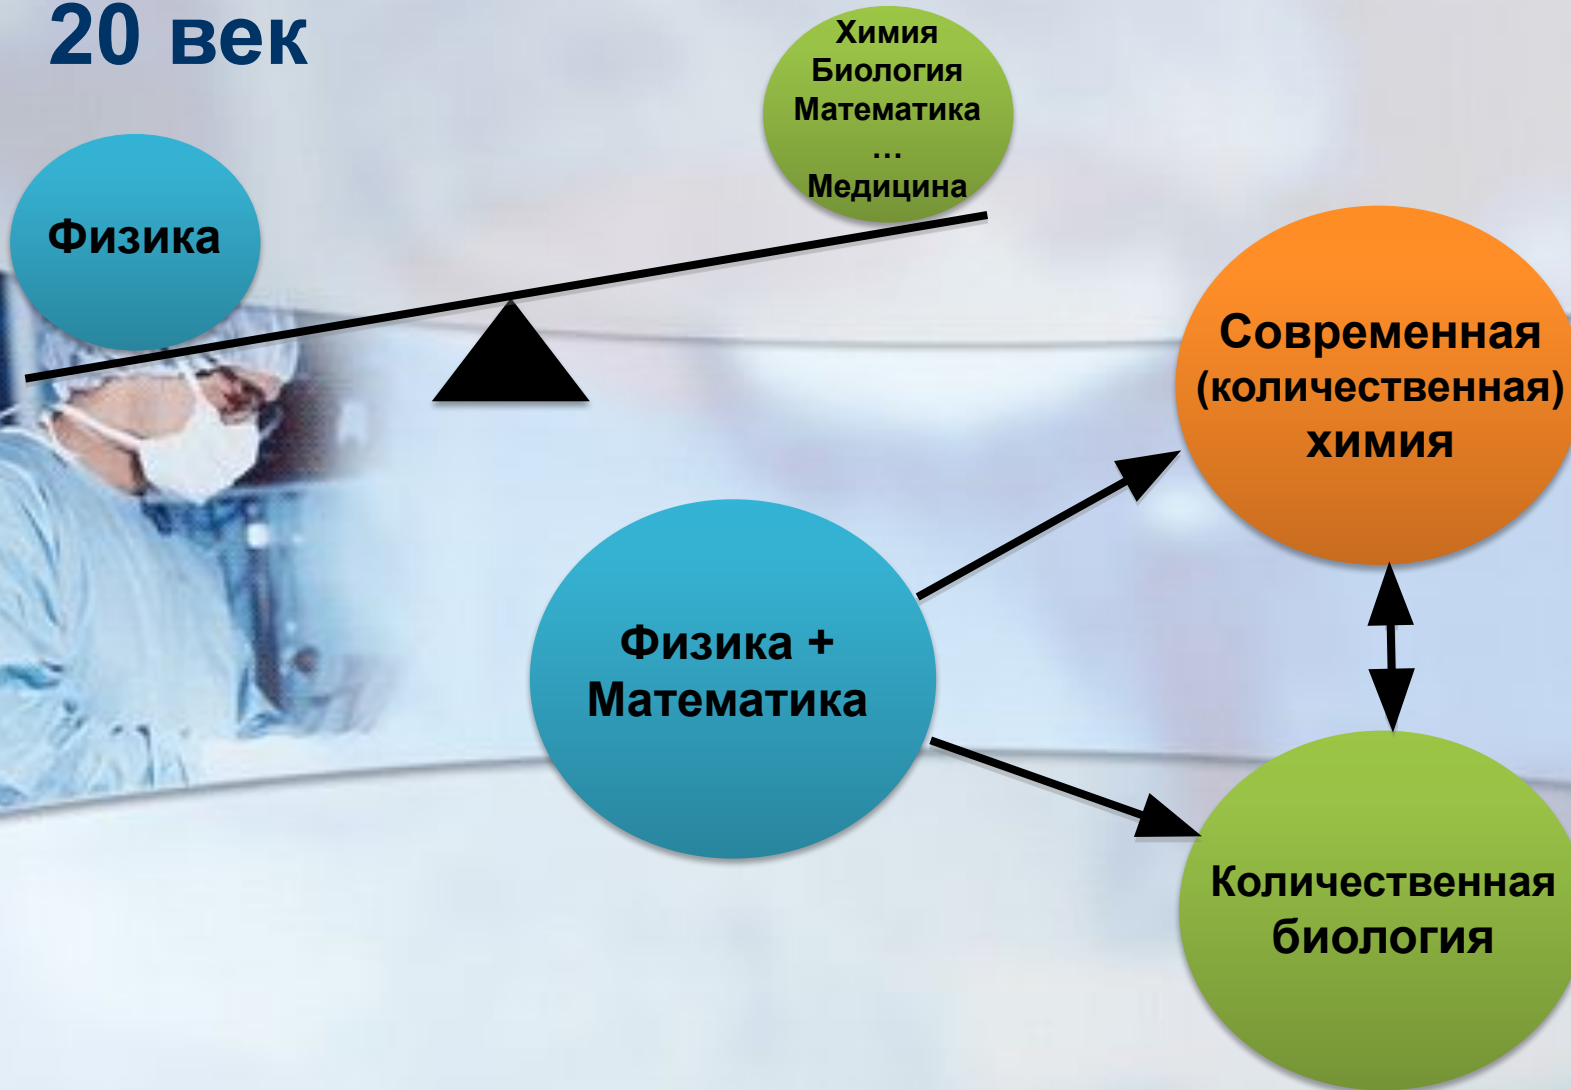 20 век
Химия
Биология
Математика
...
Медицина
Физика
Современная
(количественная)
химия
Физика +
Математика
Количественная
биология